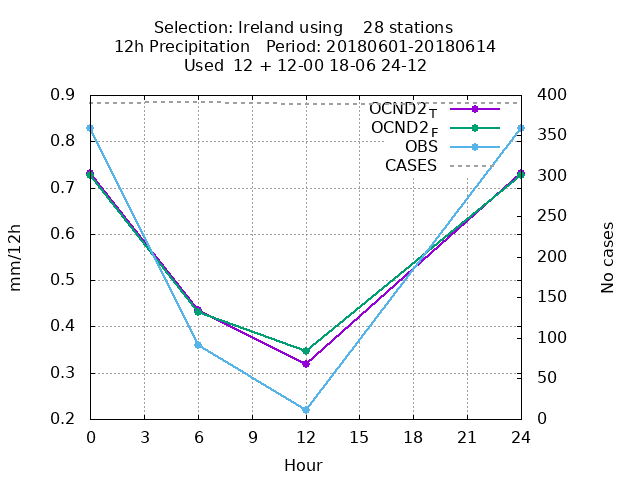 Selection: Ireland using    28 stations
12h Precipitation   Period: 20180601-20180614
Used  12 + 12-00 18-06 24-12
0.9
0.8
0.7
0.6
0.5
0.4
0.3
0.2
mm/12h
OCND2T
OCND2F
OBS
CASES
400
350
300
250
200
150
100
50
0
No cases
0 3 6 9 12 15 18 21 24
Hour